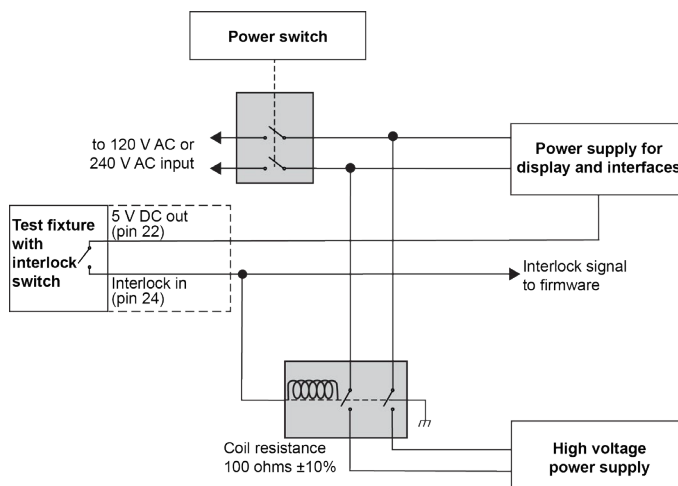 Power switch
to 120 V AC or
240 V AC input
Power supply for
display and interfaces
Test fixture
with
interlock
switch
5 V DC out
(pin 22)
Interlock in
(pin 24)
Interlock signal
to firmware
Coil resistance
100 ohms ±10%
High voltage
power supply